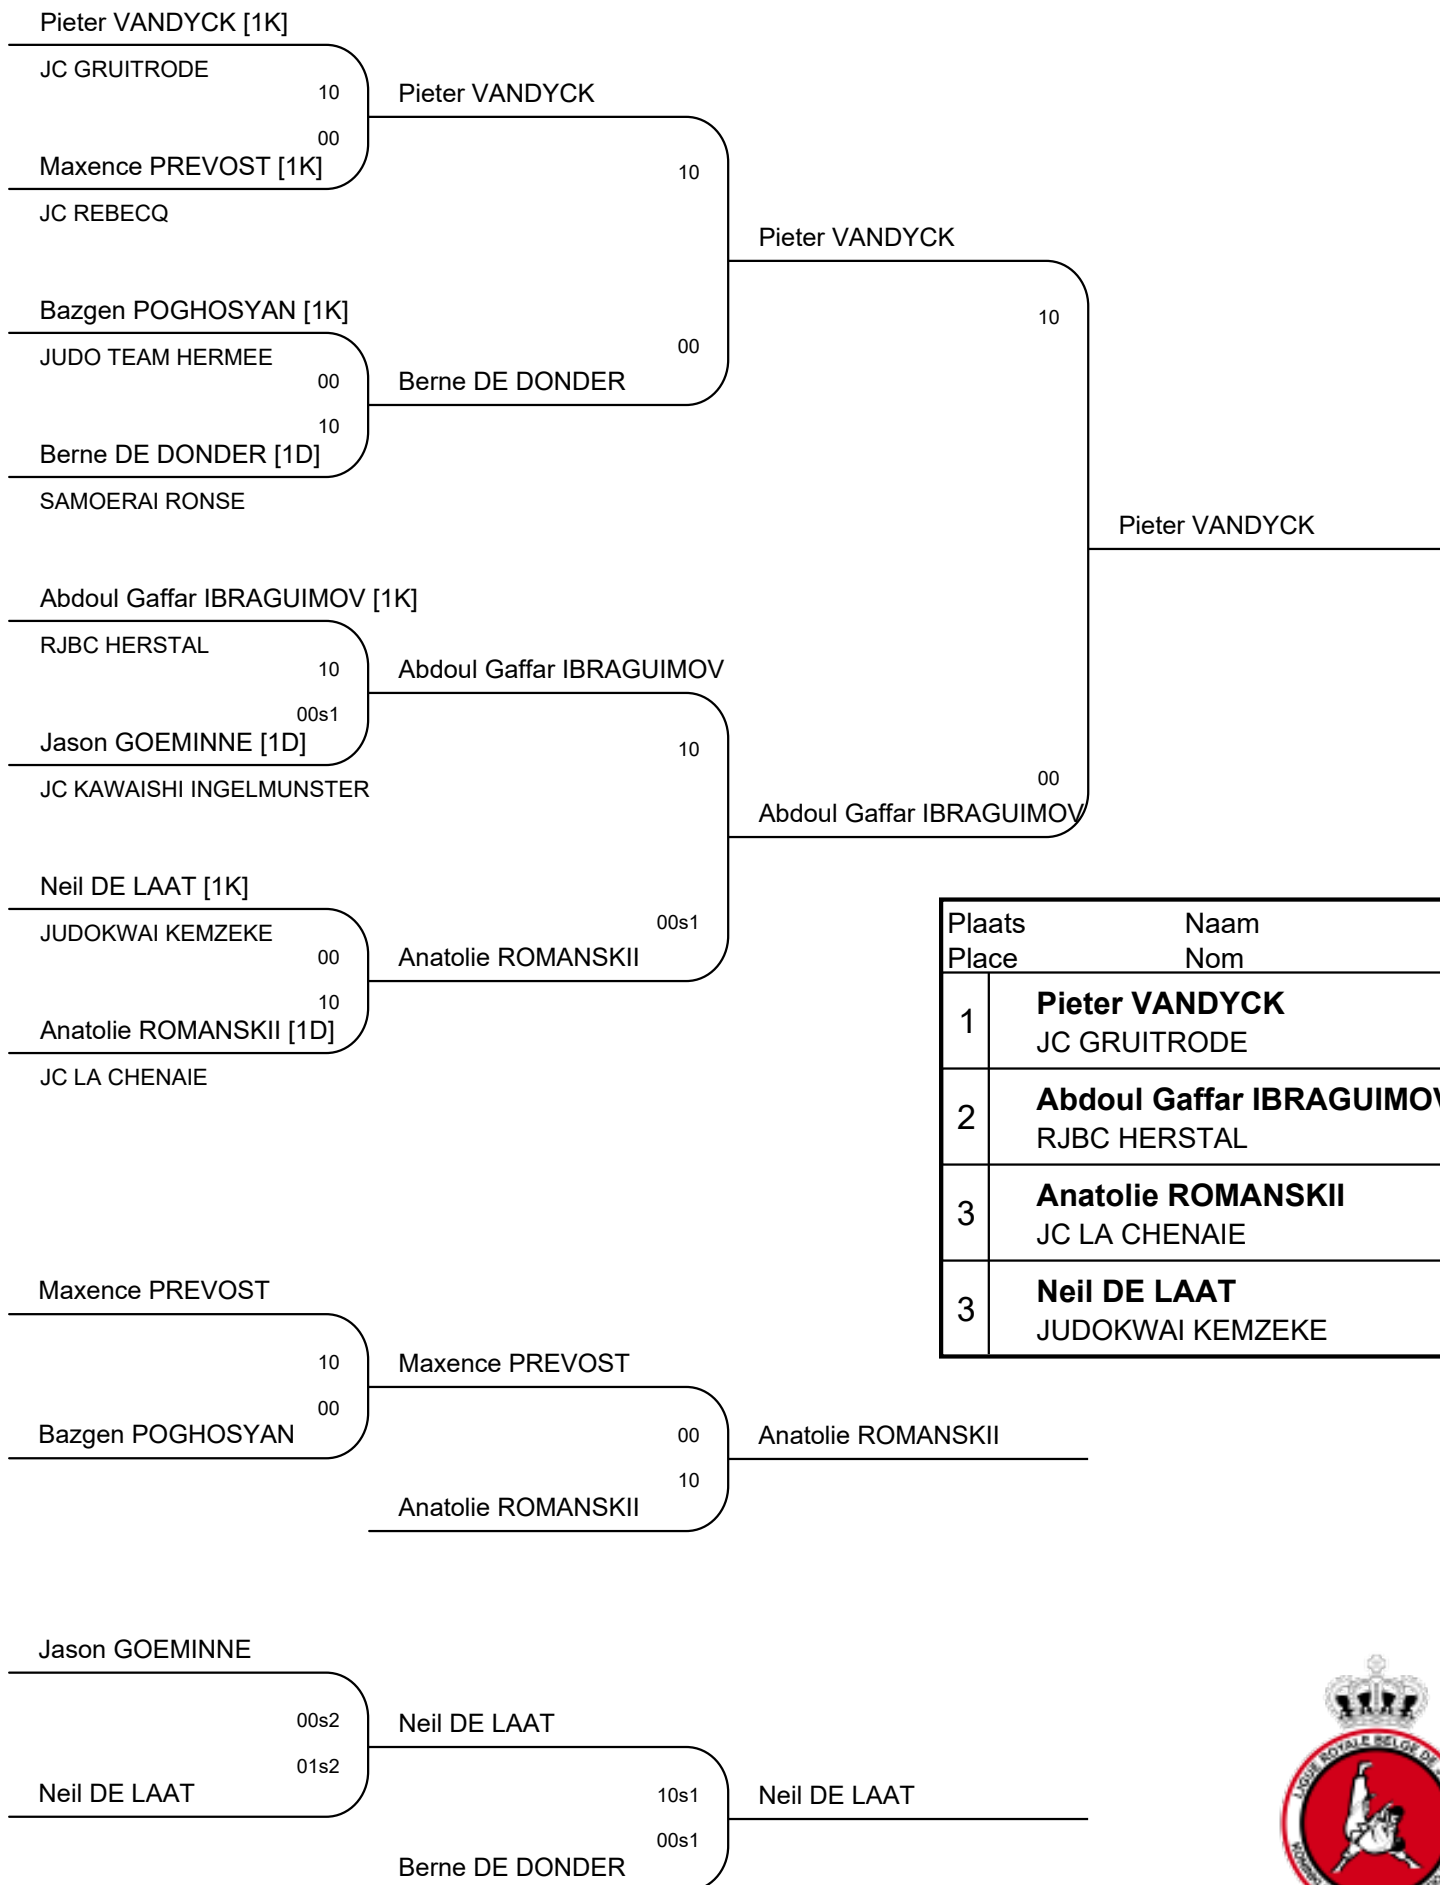 Pieter VANDYCK [1K]
JC GRUITRODE
10
Pieter VANDYCK
00
Maxence PREVOST [1K]
10
JC REBECQ
Pieter VANDYCK
Bazgen POGHOSYAN [1K]
10
JUDO TEAM HERMEE
00
00
Berne DE DONDER
10
Berne DE DONDER [1D]
SAMOERAI RONSE
Pieter VANDYCK
Abdoul Gaffar IBRAGUIMOV [1K]
RJBC HERSTAL
10
Abdoul Gaffar IBRAGUIMOV
00s1
Jason GOEMINNE [1D]
10
JC KAWAISHI INGELMUNSTER
00
Abdoul Gaffar IBRAGUIMOV
Neil DE LAAT [1K]
00s1
JUDOKWAI KEMZEKE
00
Anatolie ROMANSKII
10
Anatolie ROMANSKII [1D]
JC LA CHENAIE
Plaats Naam
Place Nom
1 Pieter VANDYCK
JC GRUITRODE
2 Abdoul Gaffar IBRAGUIMOV
RJBC HERSTAL
3 Anatolie ROMANSKII
JC LA CHENAIE
3 Neil DE LAAT
JUDOKWAI KEMZEKE
Maxence PREVOST
10
Maxence PREVOST
00
Bazgen POGHOSYAN
00
Anatolie ROMANSKII
10
Anatolie ROMANSKII
Jason GOEMINNE
00s2
Neil DE LAAT
01s2
Neil DE LAAT
10s1
Neil DE LAAT
00s1
Berne DE DONDER
LIGUE ROYALE BELGE DE